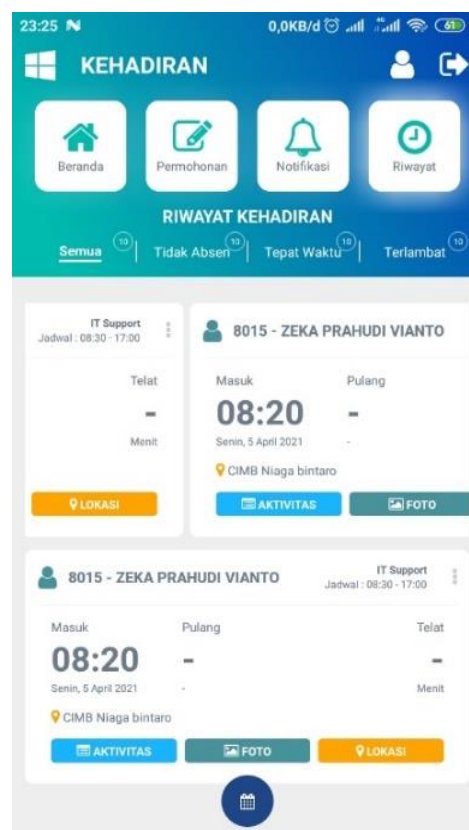 23:25 N 0,0KB/d 4G 61
KEHADIRAN
Beranda Permohonan Notifikasi Riwayat
RIWAYAT KEHADIRAN
Semua 10 | Tidak Absen 10 | Tepat Waktu 10 | Terlambat 10
IT Support
Jadwal : 08:30 - 17:00
Telat
-
Menit
LOKASI
8015 - ZEKA PRAHUDI VIANTO
Masuk Pulang
08:20 -
Senin, 5 April 2021 -
CIMB Niaga bintaro
AKTIVITAS FOTO
8015 - ZEKA PRAHUDI VIANTO IT Support
Jadwal : 08:30 - 17:00
Masuk Pulang Telat
08:20 - -
Senin, 5 April 2021 - Menit
CIMB Niaga bintaro
AKTIVITAS FOTO LOKASI